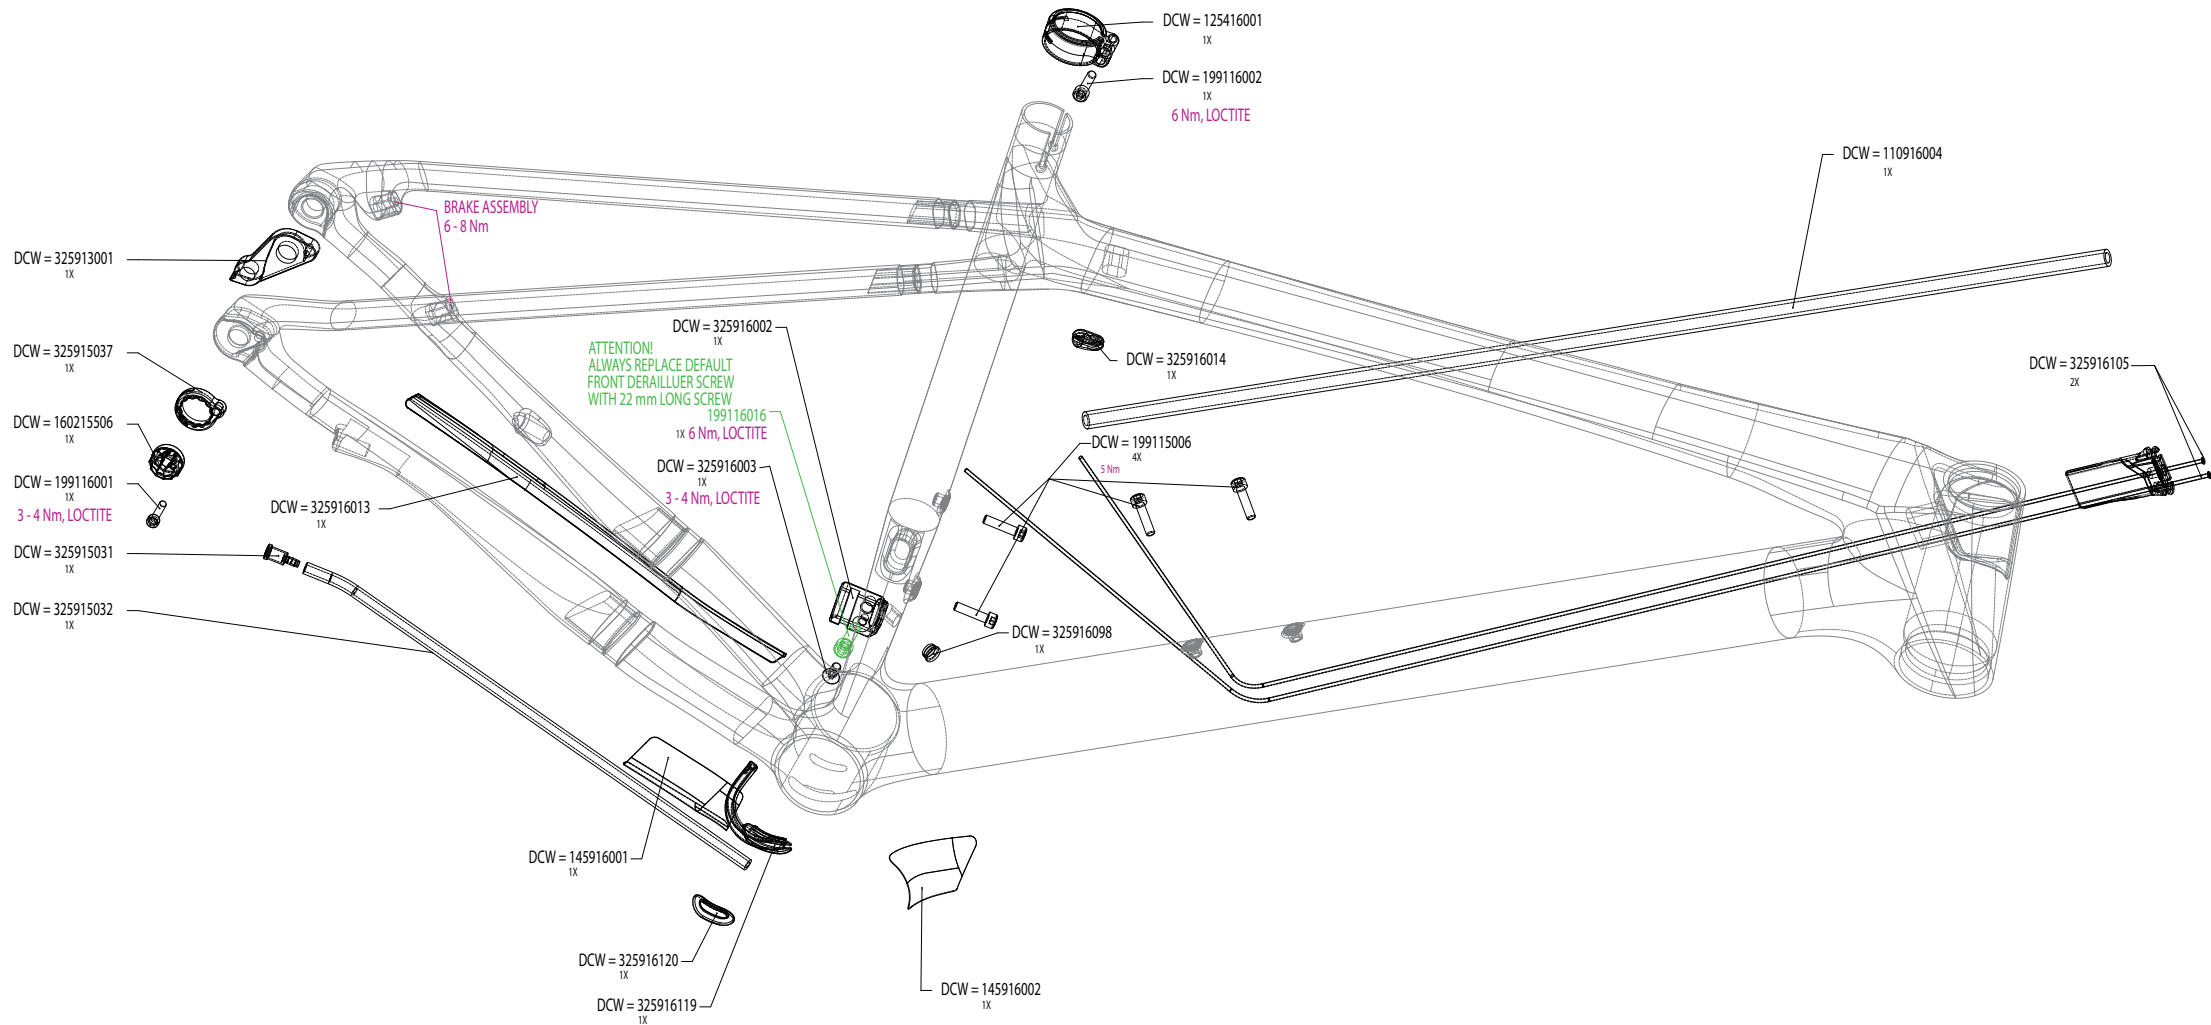 DCW = 125416001
1X
DCW = 199116002
1X
6 Nm, LOCTITE
DCW = 110916004
1X
BRAKE ASSEMBLY
6 - 8 Nm
DCW = 325913001
1X
DCW = 325916002
1X
ATTENTION!
ALWAYS REPLACE DEFAULT
FRONT DERAILLUER SCREW
WITH 22 mm LONG SCREW
199116016
1X 6 Nm, LOCTITE
DCW = 325916014
1X
DCW = 325916105
2X
DCW = 325915037
1X
DCW = 160215506
1X
DCW = 199116001
1X
3 - 4 Nm, LOCTITE
DCW = 325916003
1X
3 - 4 Nm, LOCTITE
DCW = 199115006
4X
5 Nm
DCW = 325916013
1X
DCW = 325915031
1X
DCW = 325915032
1X
DCW = 325916098
1X
DCW = 145916001
1X
DCW = 325916120
1X
DCW = 325916119
1X
DCW = 145916002
1X